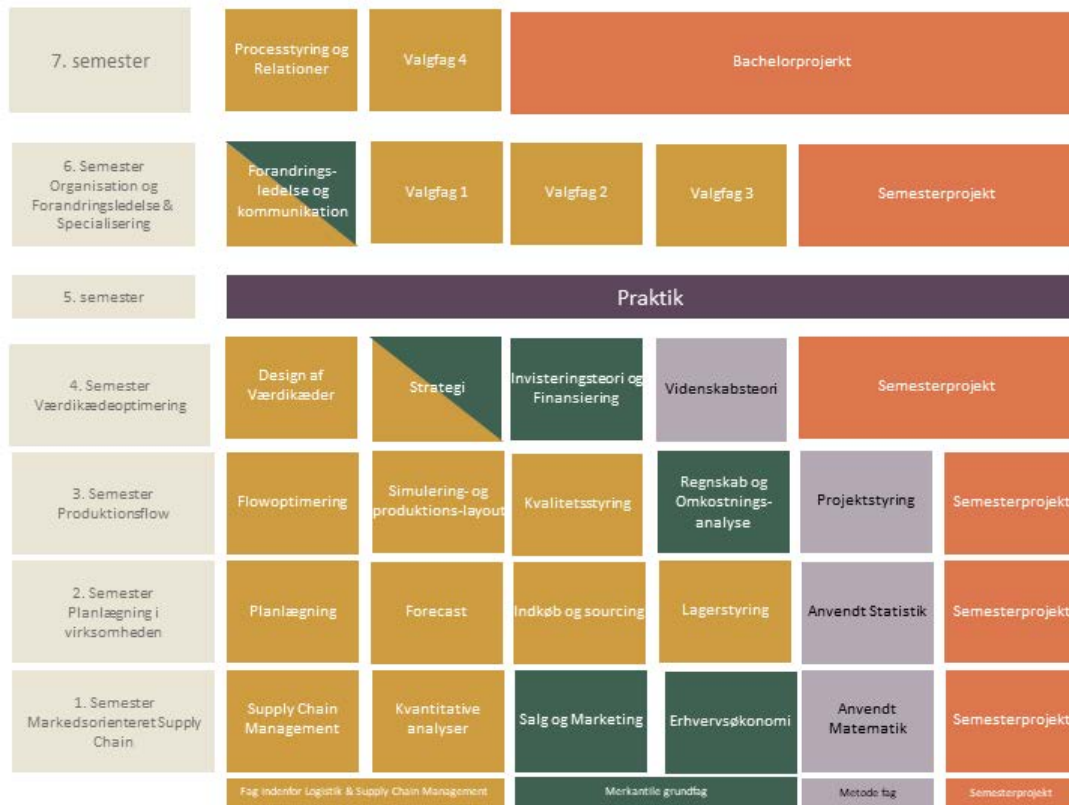 7. semester
Processtyring og
Relationer
Valgfag 4
Bachelorprojerkt
6. Semester
Organisation og
Forandringsledelse &
Specialisering
Forandrings-
ledelse og
kommunikation
Valgfag 1
Valgfag 2
Valgfag 3
Semesterprojekt
5. semester
Praktik
4. Semester
Værdikædeoptimering
Design af
Værdikæder
Strategi
Invisteringsteori og
Finansiering
Videnskabsteori
Semesterprojekt
3. Semester
Produktionsflow
Flowoptimering
Simulering- og
produktions-layout
Kvalitetsstyring
Regnskab og
Omkostnings-
analyse
Projektstyring
Semesterprojekt
2. Semester
Planlægning i
virksomheden
Planlægning
Forecast
Indkøb og sourcing
Lagerstyring
Anvendt Statistik
Semesterprojekt
1. Semester
Markedsorienteret Supply
Chain
Supply Chain
Management
Kvantitative
analyser
Salg og Marketing
Erhvervsøkonomi
Anvendt
Matematik
Semesterprojekt
Fag indenfor Logistik & Supply Chain Management
Merkantile grundfag
Metode fag
Semesterprojekt